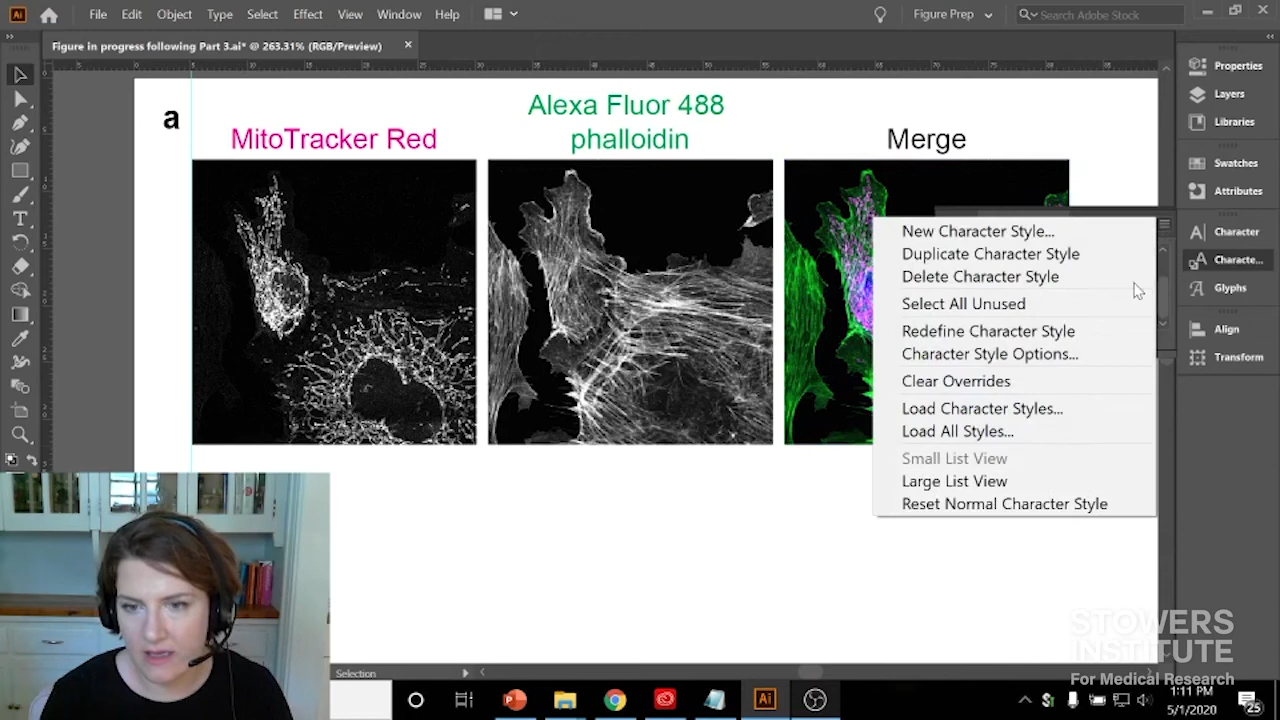 Ai
File Edit Object Type Select Effect View Window Help
Figure Prep
Search Adobe Stock
Figure in progress following Part 3.ai* @ 263.31% (RGB/Preview)
Properties
Layers
Libraries
Swatches
Attributes
Character
Characte...
Glyphs
Align
Transform
a
MitoTracker Red
Alexa Fluor 488
phalloidin
Merge
New Character Style...
Duplicate Character Style
Delete Character Style
Select All Unused
Redefine Character Style
Character Style Options...
Clear Overrides
Load Character Styles...
Load All Styles...
Small List View
Large List View
Reset Normal Character Style
Selection
STOWERS
INSTITUTE
For Medical Research
Ai
1:11 PM
5/1/2020
25